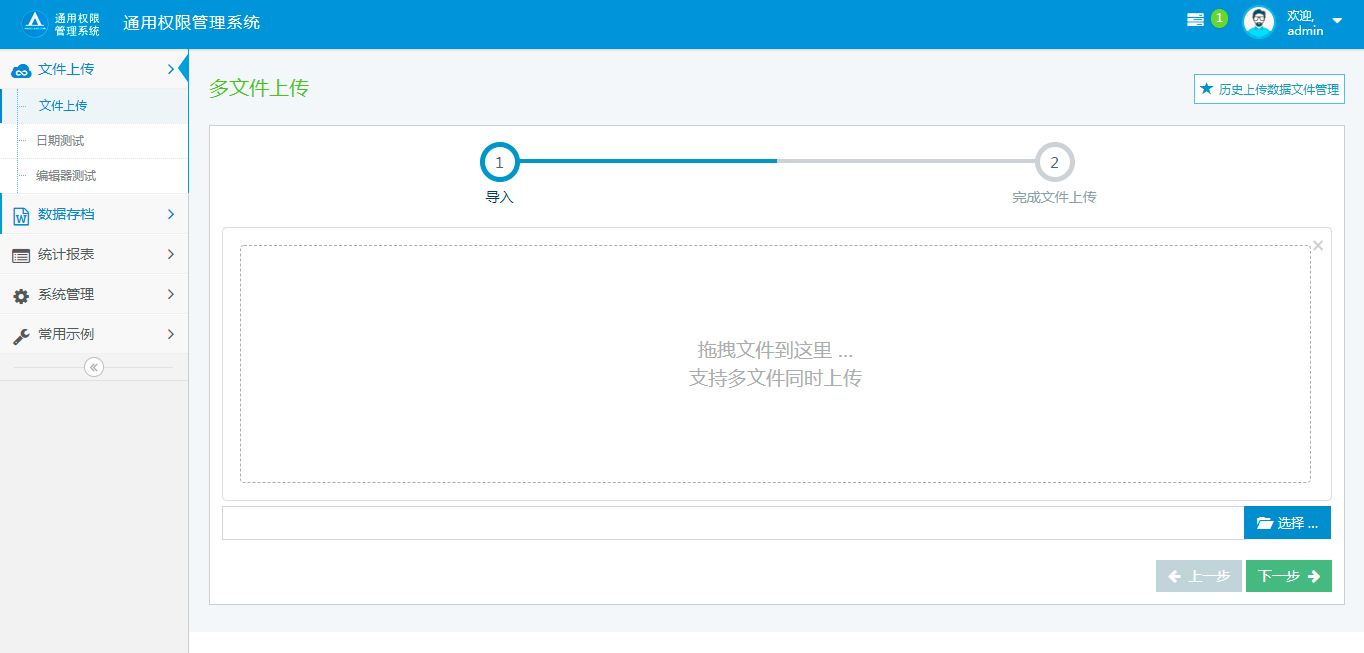 通用权限
管理系统
通用权限管理系统
1
欢迎,
admin
文件上传
文件上传
日期测试
编辑器测试
数据存档
统计报表
系统管理
常用示例
多文件上传
历史上传数据文件管理
1
2
导入
完成文件上传
拖拽文件到这里 ...
支持多文件同时上传
选择 ...
上一步
下一步